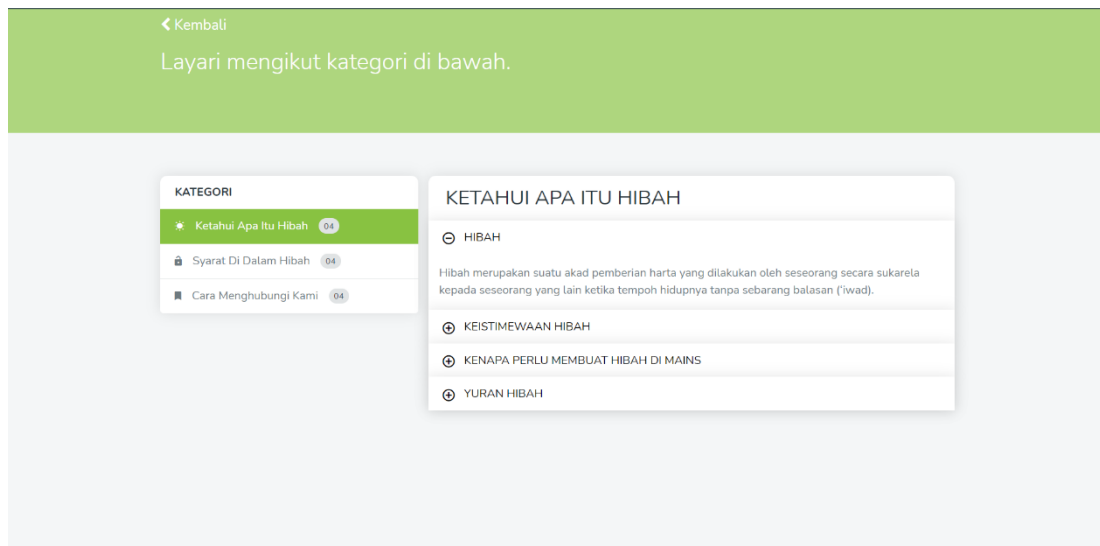 Kembali
Layari mengikut kategori di bawah.
KATEGORI
Ketahui Apa Itu Hibah 04
Syarat Di Dalam Hibah 04
Cara Menghubungi Kami 04
KETAHUI APA ITU HIBAH
HIBAH
Hibah merupakan suatu akad pemberian harta yang dilakukan oleh seseorang secara sukarela
kepada seseorang yang lain ketika tempoh hidupnya tanpa sebarang balasan ('iwad).
KEISTIMEWAAN HIBAH
KENAPA PERLU MEMBUAT HIBAH DI MAINS
YURAN HIBAH